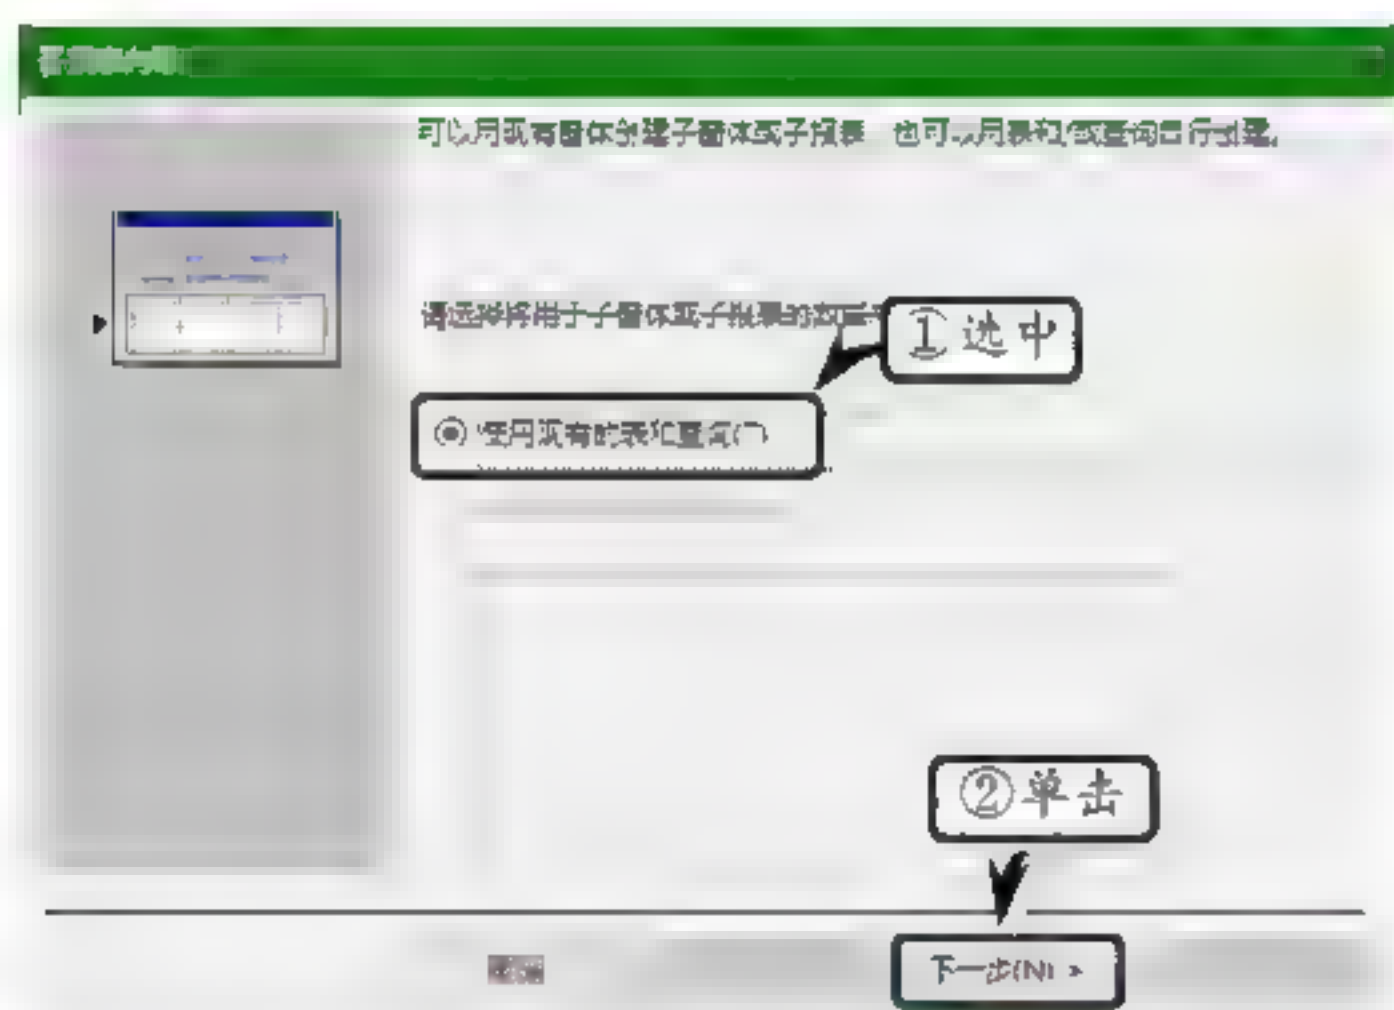 可以用现有窗体创建子窗体或子报表，也可以用表和/或查询自行创建。
请选择将用于子窗体或子报表的数据
①选中
使用现有的表和查询(T)
②单击
下一步(N) >